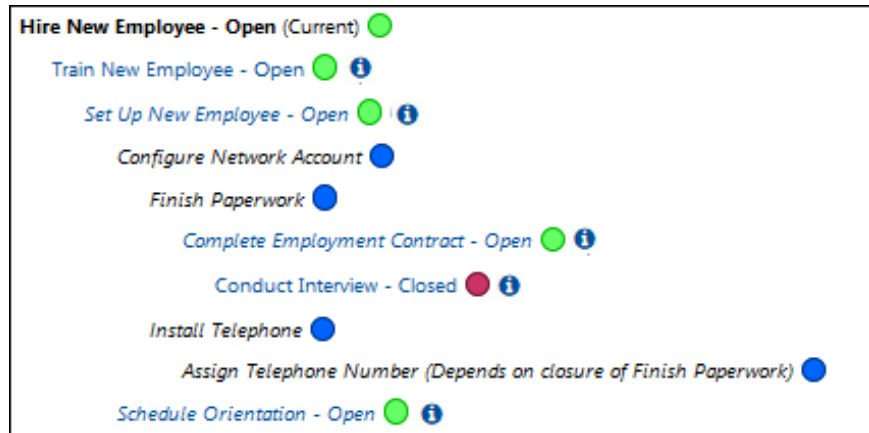 Hire New Employee - Open (Current)
Train New Employee - Open
Set Up New Employee - Open
Configure Network Account
Finish Paperwork
Complete Employment Contract - Open
Conduct Interview - Closed
Install Telephone
Assign Telephone Number (Depends on closure of Finish Paperwork)
Schedule Orientation - Open